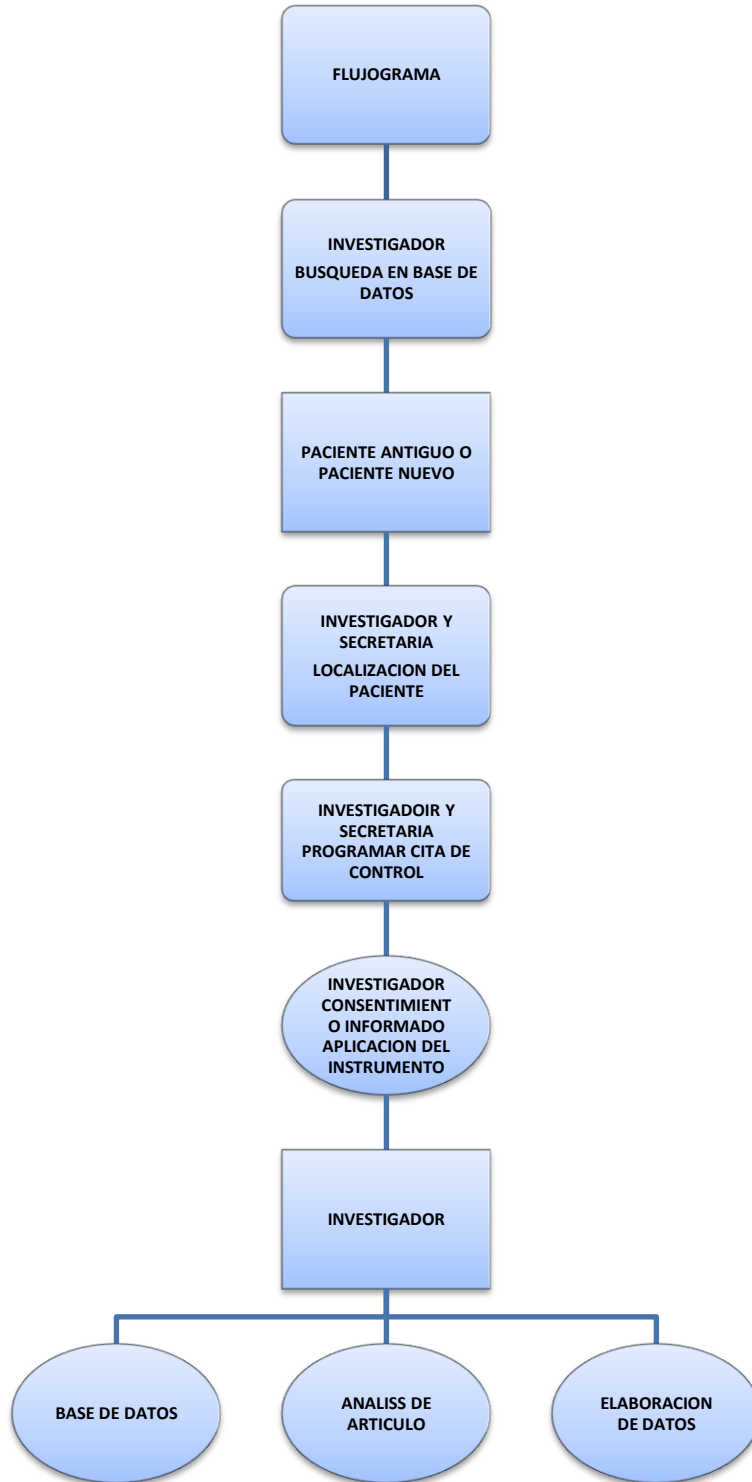 FLUJOGRAMA
INVESTIGADOR
BUSQUEDA EN BASE DE
DATOS
PACIENTE ANTIGUO O
PACIENTE NUEVO
INVESTIGADOR Y
SECRETARIA
LOCALIZACION DEL
PACIENTE
INVESTIGADOIR Y
SECRETARIA
PROGRAMAR CITA DE
CONTROL
INVESTIGADOR
CONSENTIMIENT
O INFORMADO
APLICACION DEL
INSTRUMENTO
INVESTIGADOR
BASE DE DATOS
ANALISS DE
ARTICULO
ELABORACION
DE DATOS